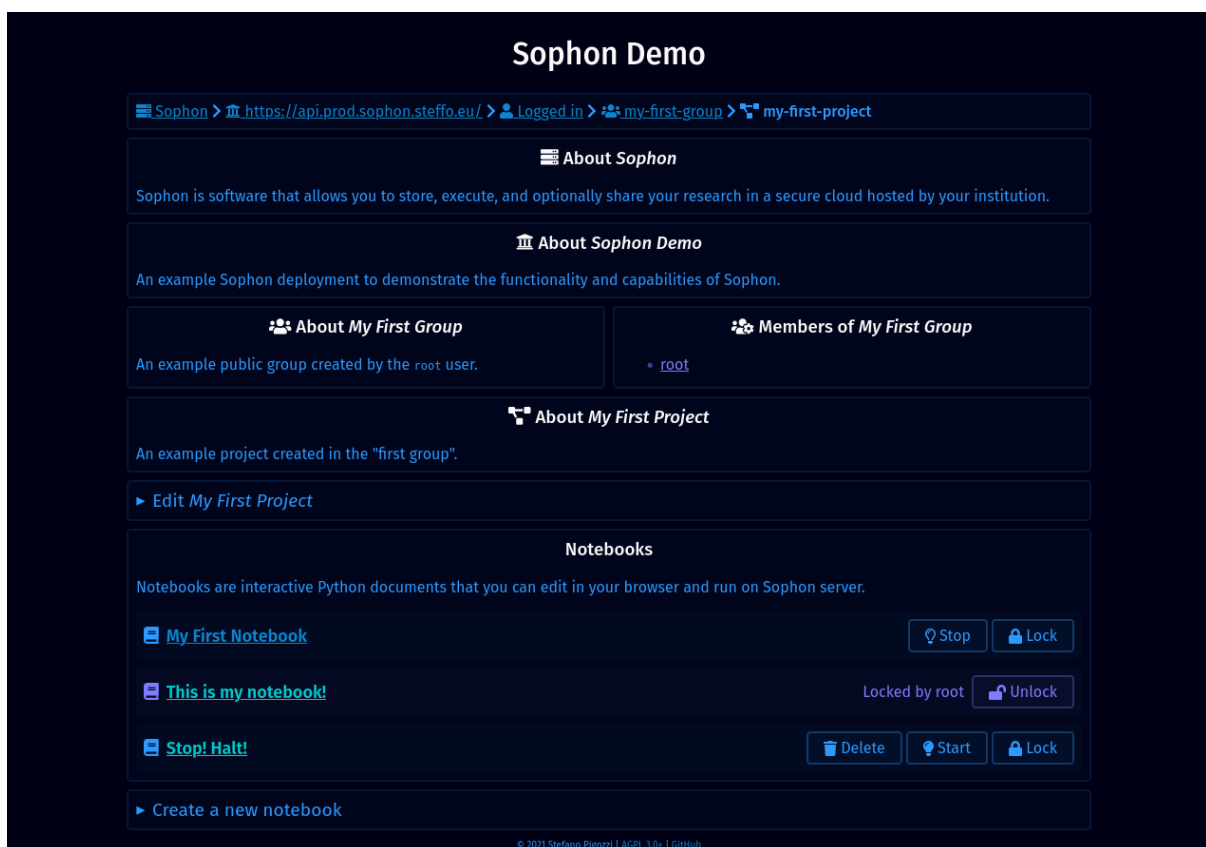 Sophon Demo
Sophon > https://api.prod.sophon.steffo.eu/ > Logged in > my-first-group > my-first-project
About Sophon
Sophon is software that allows you to store, execute, and optionally share your research in a secure cloud hosted by your institution.
About Sophon Demo
An example Sophon deployment to demonstrate the functionality and capabilities of Sophon.
About My First Group
An example public group created by the root user.
Members of My First Group
• root
About My First Project
An example project created in the "first group".
▸ Edit My First Project
Notebooks
Notebooks are interactive Python documents that you can edit in your browser and run on Sophon server.
My First Notebook Stop Lock
This is my notebook! Locked by root Unlock
Stop! Halt! Delete Start Lock
▸ Create a new notebook
© 2021 Stefano Pigozzi | AGPL 3.0+ | GitHub